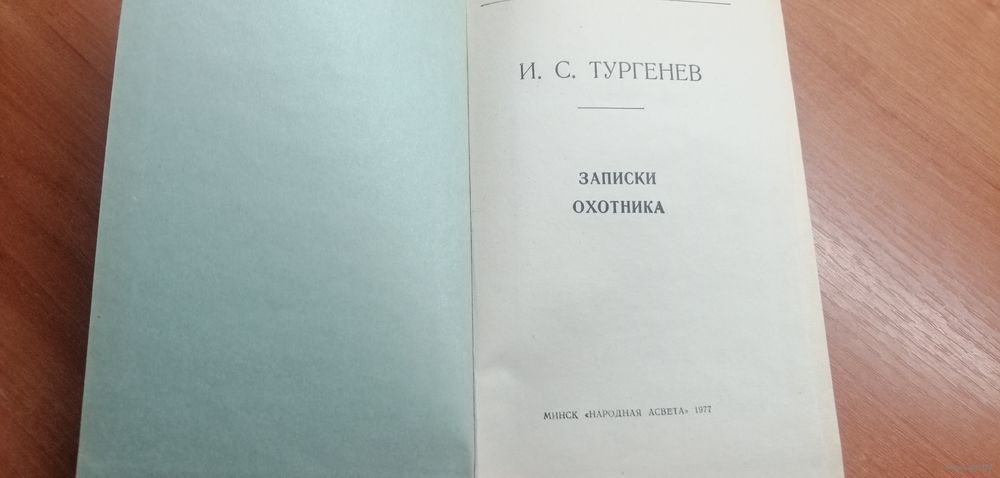 И. С. ТУРГЕНЕВ
ЗАПИСКИ
ОХОТНИКА
МИНСК «НАРОДНАЯ АСВЕТА» 1977